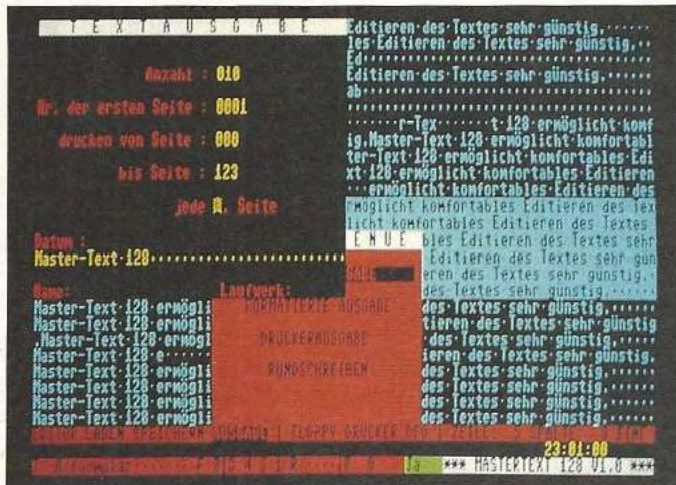 T E X T A U S G A B E
Editieren·des·Textes·sehr·günstig,······
les·Editieren·des·Textes·sehr·günstig,··
Ed
Anzahl : 010
Editieren·des·Textes·sehr·günstig,
ab
Nr. der ersten Seite : 0001
r-Tex t·128·ermöglicht·komf
drucken von Seite : 000
ig,Master-Text·128·ermöglicht·komfortabl
ter-Text·128·ermöglicht·komfortables·Edi
bis Seite : 123
xt·128·ermöglicht·komfortables·Editieren
ermöglicht·komfortables·Editieren·des
jede . Seite
rmöglicht komfortables Editieren des Tex
licht komfortables Editieren des Textes
Datum :
E N U E
bles Editieren des Textes sehr
Master-Text·128
Editieren des Textes sehr gün
eren des Textes sehr günstig.
Name: Laufwerk:
des Textes sehr günstig,
Master-Text·128·ermögli
FORMATIERTE AUSGABE
des·Textes·sehr·günstig,
Master-Text·128·ermögli
tieren·des·Textes·sehr·günstig
,Master-Text·128·ermögl
DRUCKERAUSGABE
des·Textes·sehr·günstig,
Master-Text·128·e
eren·des·Textes·sehr·günstig.
Master-Text·128·ermögli
RUNDSCHREIBEN
des·Textes·sehr·günstig,
Master-Text·128·ermögli
des·Textes·sehr·günstig,
Master-Text·128·ermögli
des·Textes·sehr·günstig,
Master-Text·128·ermögli
des·Textes·sehr·günstig,
LADEN SPEICHERN FLOPPY DRUCKER
23:01:00
Ja *** MASTERTEXT 128 V1.0 ***